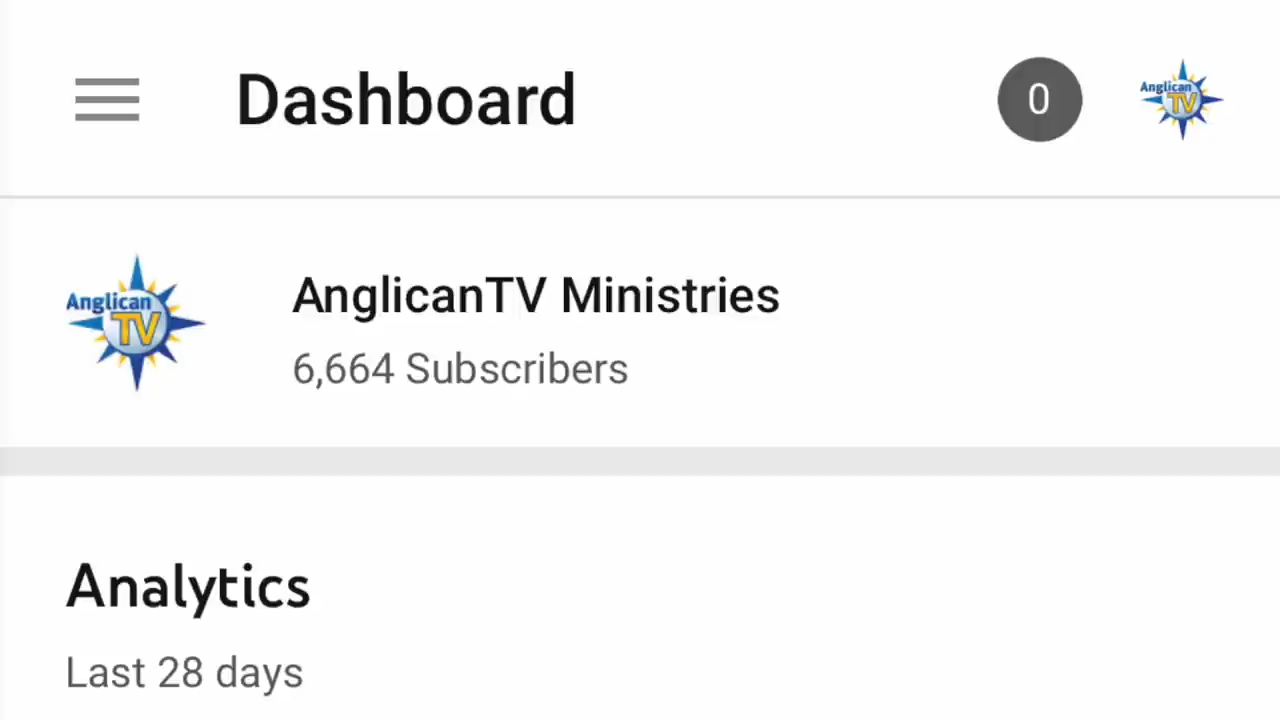 Dashboard
0
Anglican
TV
Anglican
TV
AnglicanTV Ministries
6,664 Subscribers
Analytics
Last 28 days